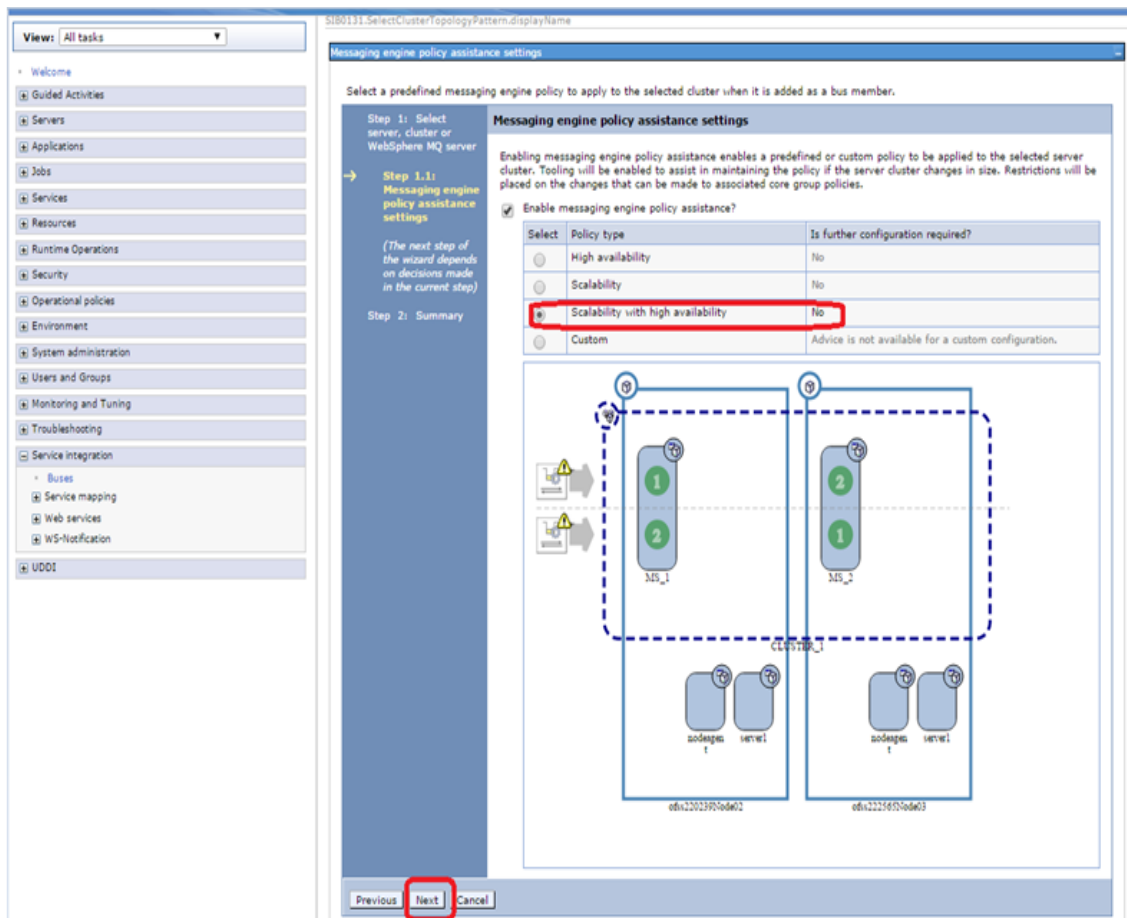 SIB0131.SelectClusterTopologyPattern.displayName
View: All tasks
Welcome
Guided Activities
Servers
Applications
Jobs
Services
Resources
Runtime Operations
Security
Operational policies
Environment
System administration
Users and Groups
Monitoring and Tuning
Troubleshooting
Service integration
Buses
Service mapping
Web services
WS-Notification
UDDI
Messaging engine policy assistance settings
Select a predefined messaging engine policy to apply to the selected cluster when it is added as a bus member.
Step 1: Select
server, cluster or
WebSphere MQ server
Step 1.1:
Messaging engine
policy assistance
settings
(The next step of
the wizard depends
on decisions made
in the current step)
Step 2: Summary
Messaging engine policy assistance settings
Enabling messaging engine policy assistance enables a predefined or custom policy to be applied to the selected server
cluster. Tooling will be enabled to assist in maintaining the policy if the server cluster changes in size. Restrictions will be
placed on the changes that can be made to associated core group policies.
Enable messaging engine policy assistance?
Select Policy type Is further configuration required?
High availability No
Scalability No
Scalability with high availability No
Custom Advice is not available for a custom configuration.
1 2
2 1
MS_1 MS_2
CLUSTER_1
nodeagen
t
server1
nodeagen
t
server1
ofss220239Node02 ofss222565Node03
Previous Next Cancel